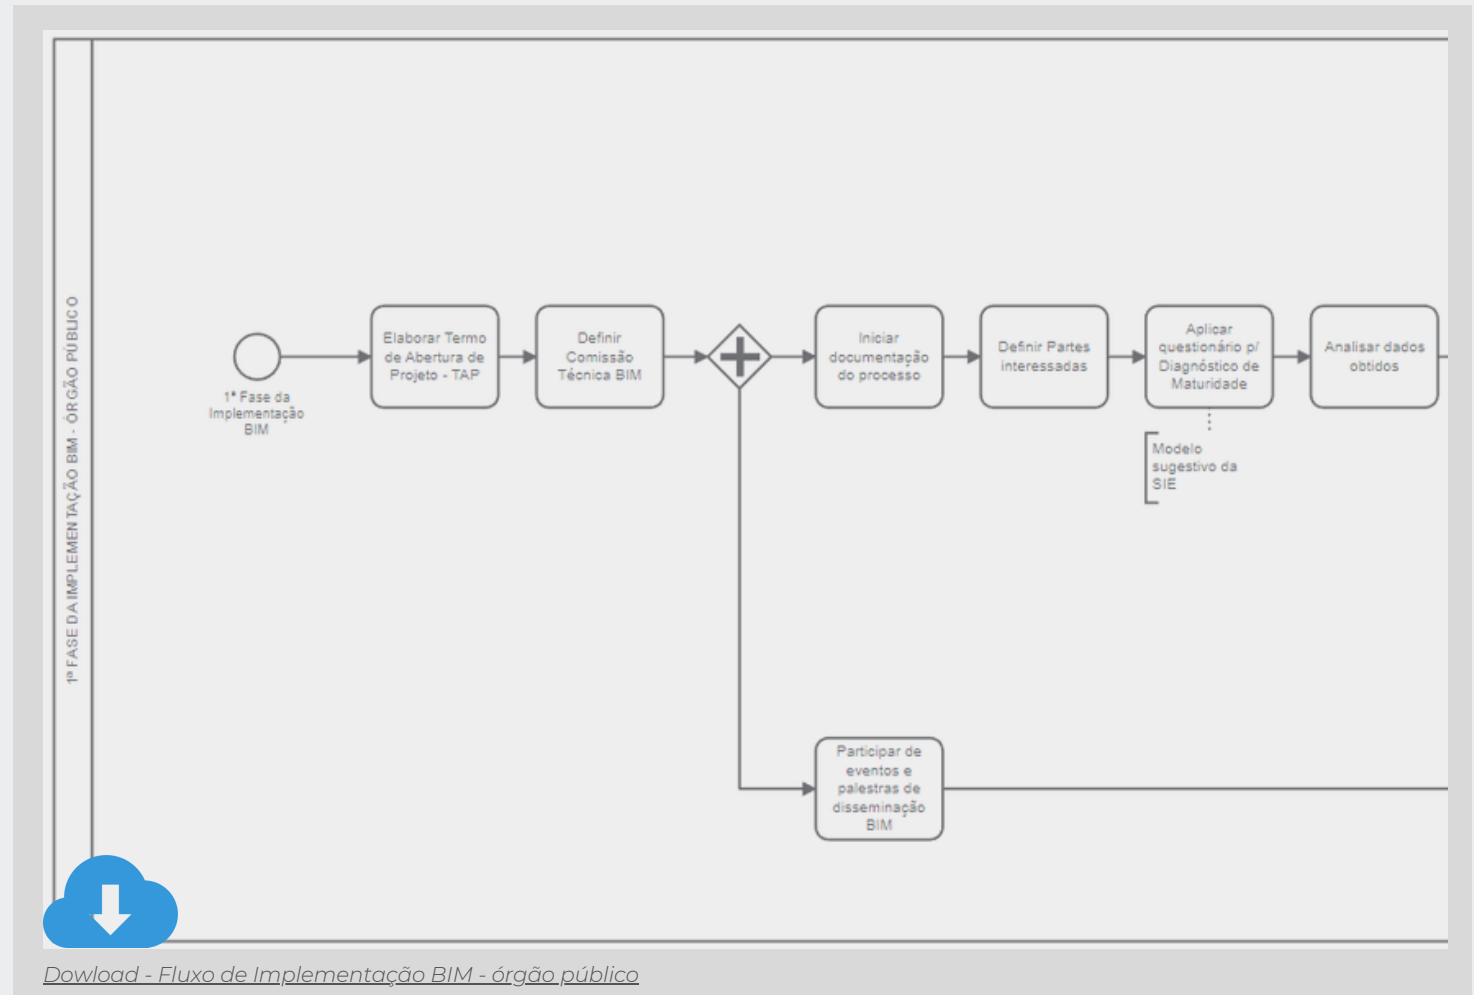 1ª FASE DA IMPLEMENTAÇÃO BIM - ÓRGÃO PÚBLICO
1ª Fase da
Implementação
BIM
Elaborar Termo
de Abertura de
Projeto - TAP
Definir
Comissão
Técnica BIM
Iniciar
documentação
do processo
Definir Partes
interessadas
Aplicar
questionário p/
Diagnóstico de
Maturidade
Analisar dados
obtidos
Modelo
sugestivo da
SIE
Participar de
eventos e
palestras de
disseminação
BIM
Dowload - Fluxo de Implementação BIM - órgão público